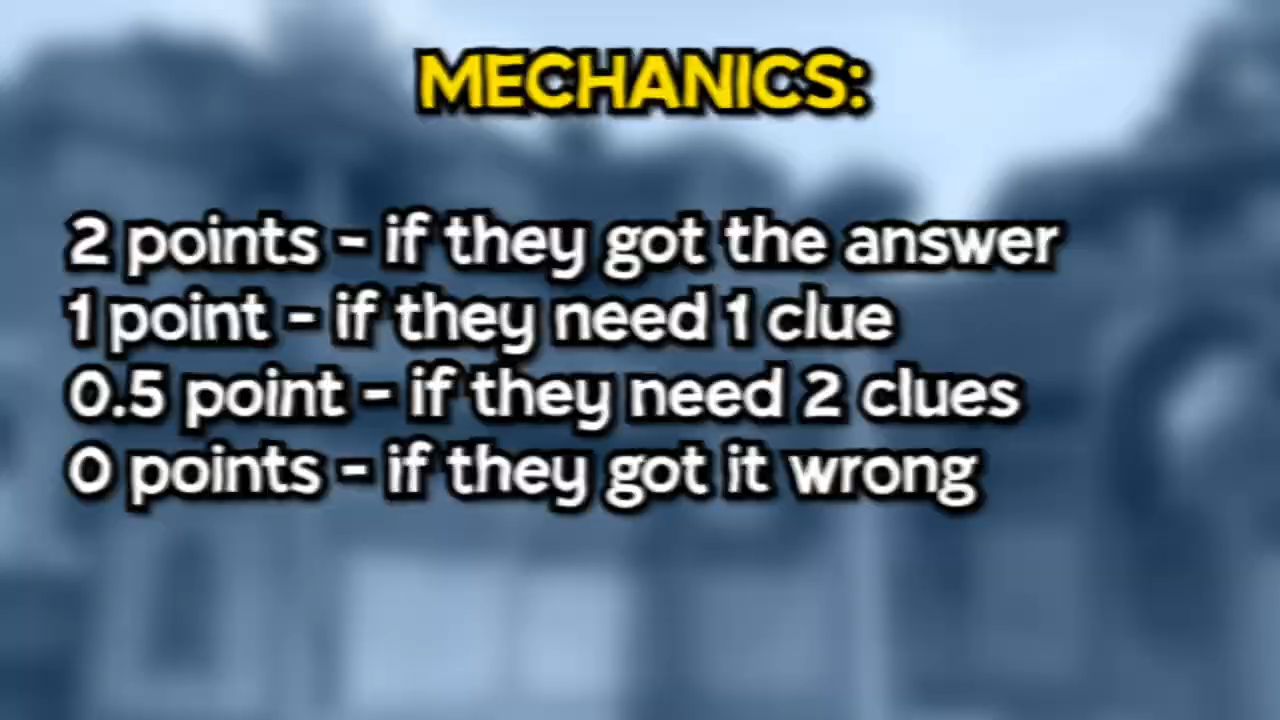 MECHANICS:
2 points - if they got the answer
1 point - if they need 1 clue
0.5 point - if they need 2 clues
0 points - if they got it wrong